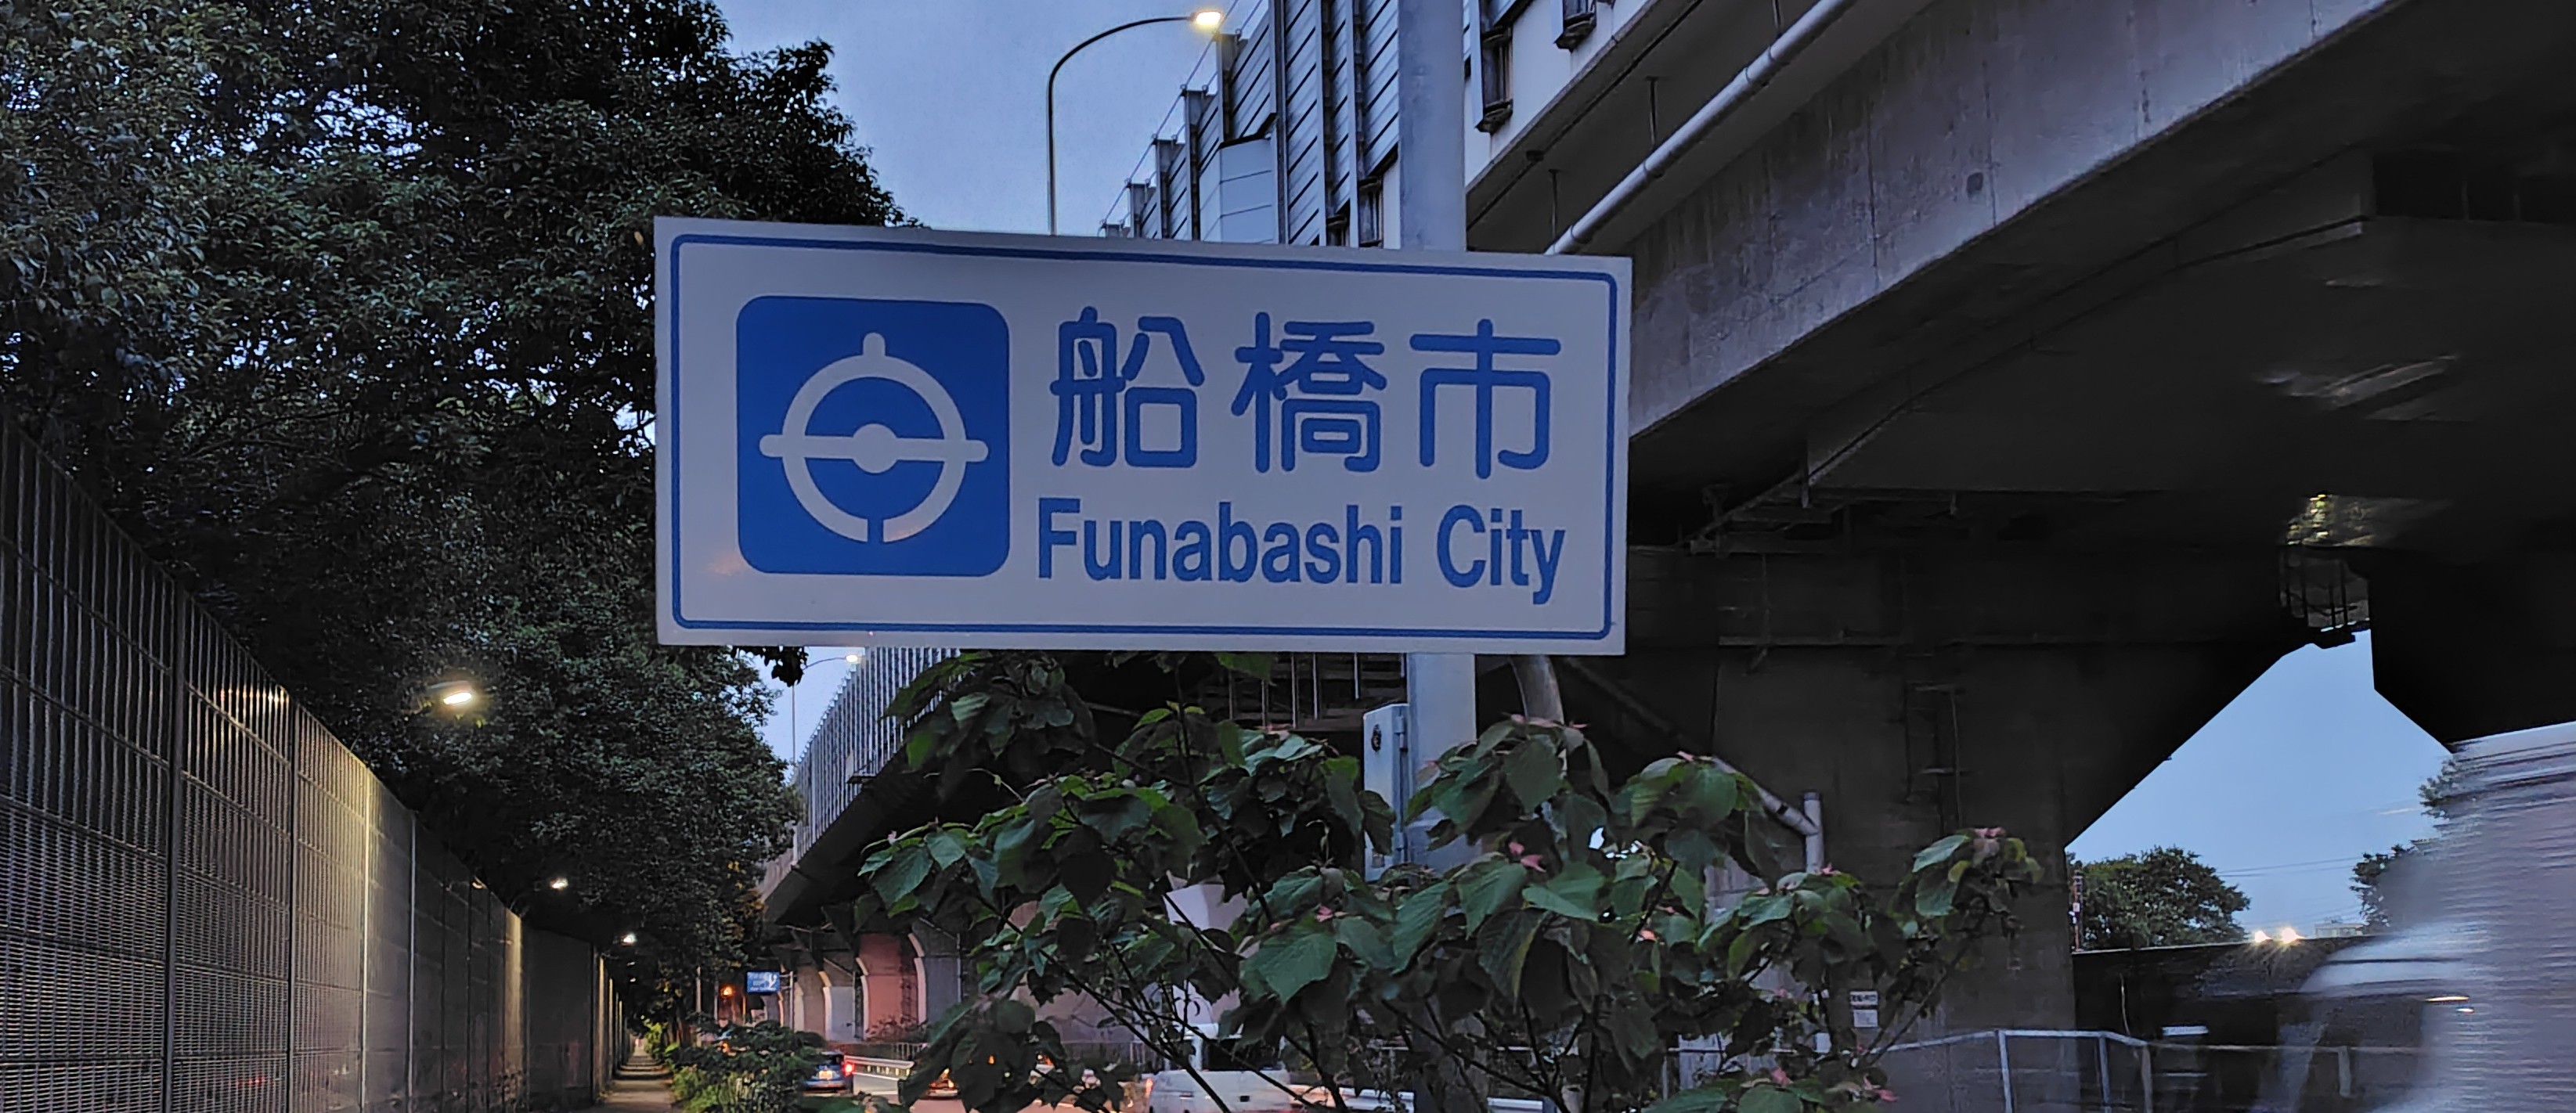 船橋市
Funabashi City